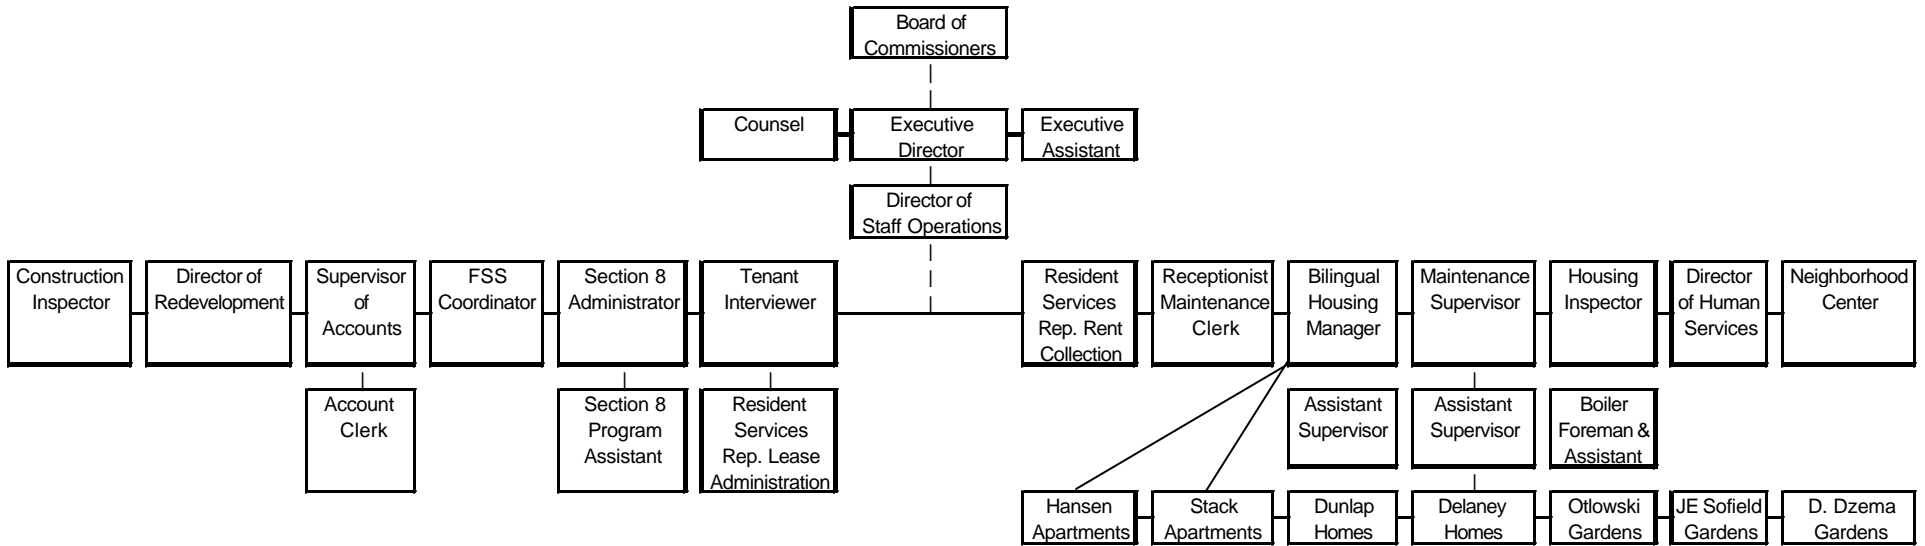 Board of
Commissioners
Counsel
Executive
Director
Executive
Assistant
Director of
Staff Operations
Construction
Inspector
Director of
Redevelopment
Supervisor
of
Accounts
FSS
Coordinator
Section 8
Administrator
Tenant
Interviewer
Resident
Services
Rep. Rent
Collection
Receptionist
Maintenance
Clerk
Bilingual
Housing
Manager
Maintenance
Supervisor
Housing
Inspector
Director
of Human
Services
Neighborhood
Center
Account
Clerk
Section 8
Program
Assistant
Resident
Services
Rep. Lease
Administration
Assistant
Supervisor
Assistant
Supervisor
Boiler
Foreman &
Assistant
Hansen
Apartments
Stack
Apartments
Dunlap
Homes
Delaney
Homes
Otlowski
Gardens
JE Sofield
Gardens
D. Dzema
Gardens